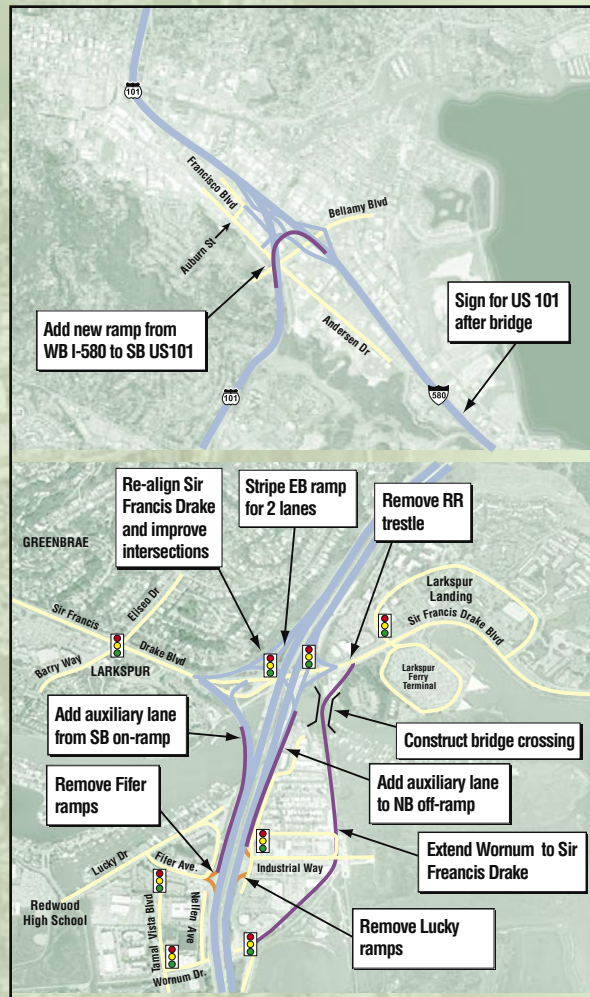 101
Francisco Blvd
Bellamy Blvd
Auburn St
Add new ramp from
WB I-580 to SB US101
Andersen Dr
Sign for US 101
after bridge
101
580
Re-align Sir
Francis Drake
and improve
intersections
Stripe EB ramp
for 2 lanes
Remove RR
trestle
GREENBRAE
Eliseo Dr
Larkspur
Landing
Sir Francis
Drake Blvd
Sir Francis Drake Blvd
Barry Way
LARKSPUR
Larkspur
Ferry
Terminal
Add auxiliary lane
from SB on-ramp
Construct bridge crossing
Remove Fifer
ramps
Add auxiliary lane
to NB off-ramp
Lucky Dr
Fifer Ave.
Industrial Way
Extend Wornum to Sir
Freancis Drake
Redwood
High School
Tamal Vista Blvd
Nellen Ave
Remove Lucky
ramps
Wornum Dr.